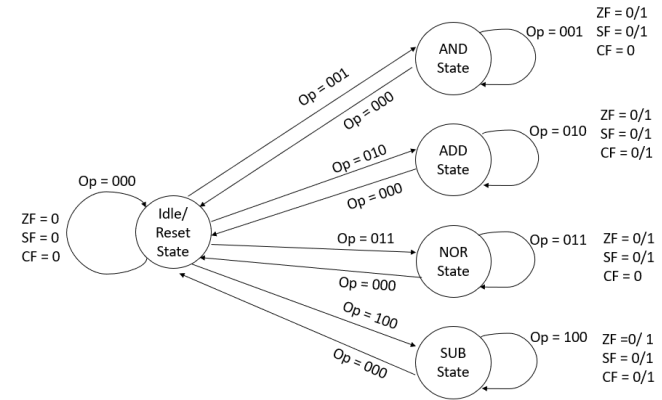 ZF = 0/1
SF = 0/1
CF = 0
Op = 001
AND
State
Op = 001
Op = 000
ZF = 0/1
SF = 0/1
CF = 0/1
Op = 010
ADD
State
Op = 010
Op = 000
Op = 000
ZF = 0
SF = 0
CF = 0
Idle/
Reset
State
Op = 011
NOR
State
Op = 011
ZF = 0/1
SF = 0/1
CF = 0
Op = 000
Op = 100
SUB
State
Op = 100
ZF =0/ 1
SF = 0/1
CF = 0/1
Op = 000